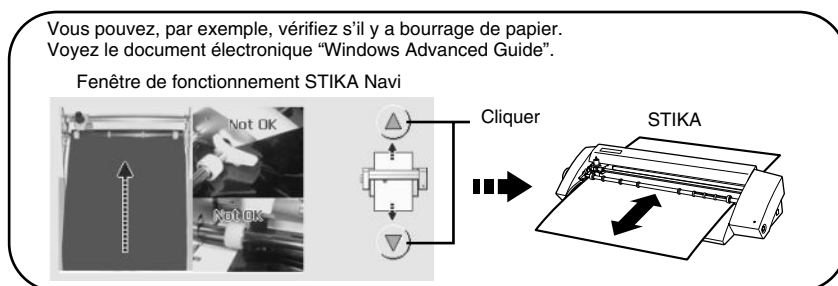 Vous pouvez, par exemple, vérifiez s'il y a bourrage de papier.
Voyez le document électronique “Windows Advanced Guide”.
Fenêtre de fonctionnement STIKA Navi
Not OK
Not OK
Cliquer
STIKA